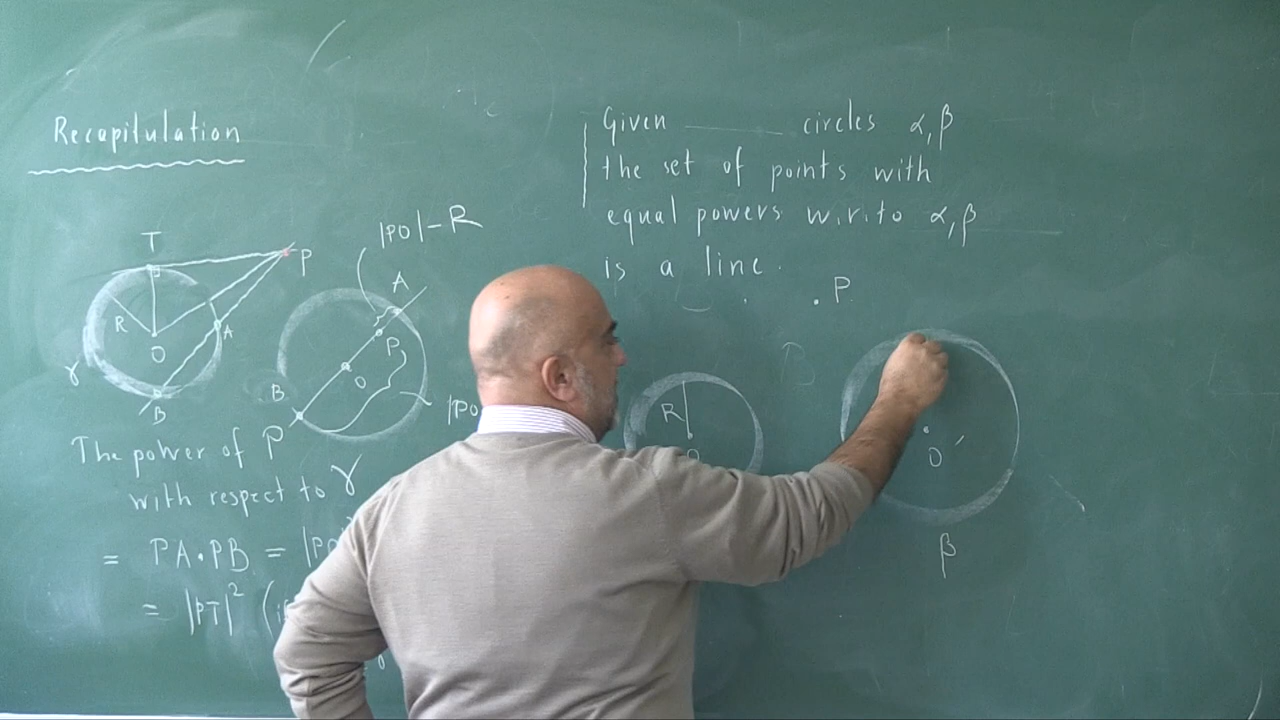 Recapitulation
Given ______ circles α, β
the set of points with
equal powers w.r.to α, β
is a line.
T
P
R
O
A
B
γ
|PO| - R
A
P
O
B
|PO
The power of P
with respect to γ
= PA . PB = |PO
= |PT|² (i
. P
R
O
B
O′
β